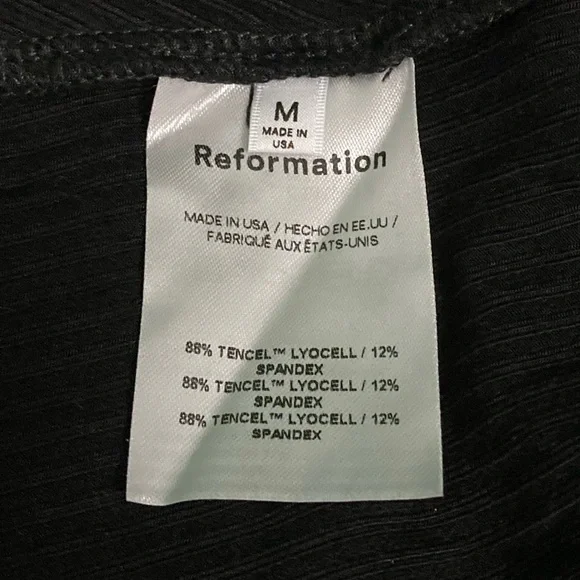 M
MADE IN
USA
Reformation
MADE IN USA / HECHO EN EE.UU /
FABRIQUÉ AUX ÉTATS-UNIS
88% TENCEL™ LYOCELL / 12%
SPANDEX
88% TENCEL™ LYOCELL / 12%
SPANDEX
88% TENCEL™ LYOCELL / 12%
SPANDEX